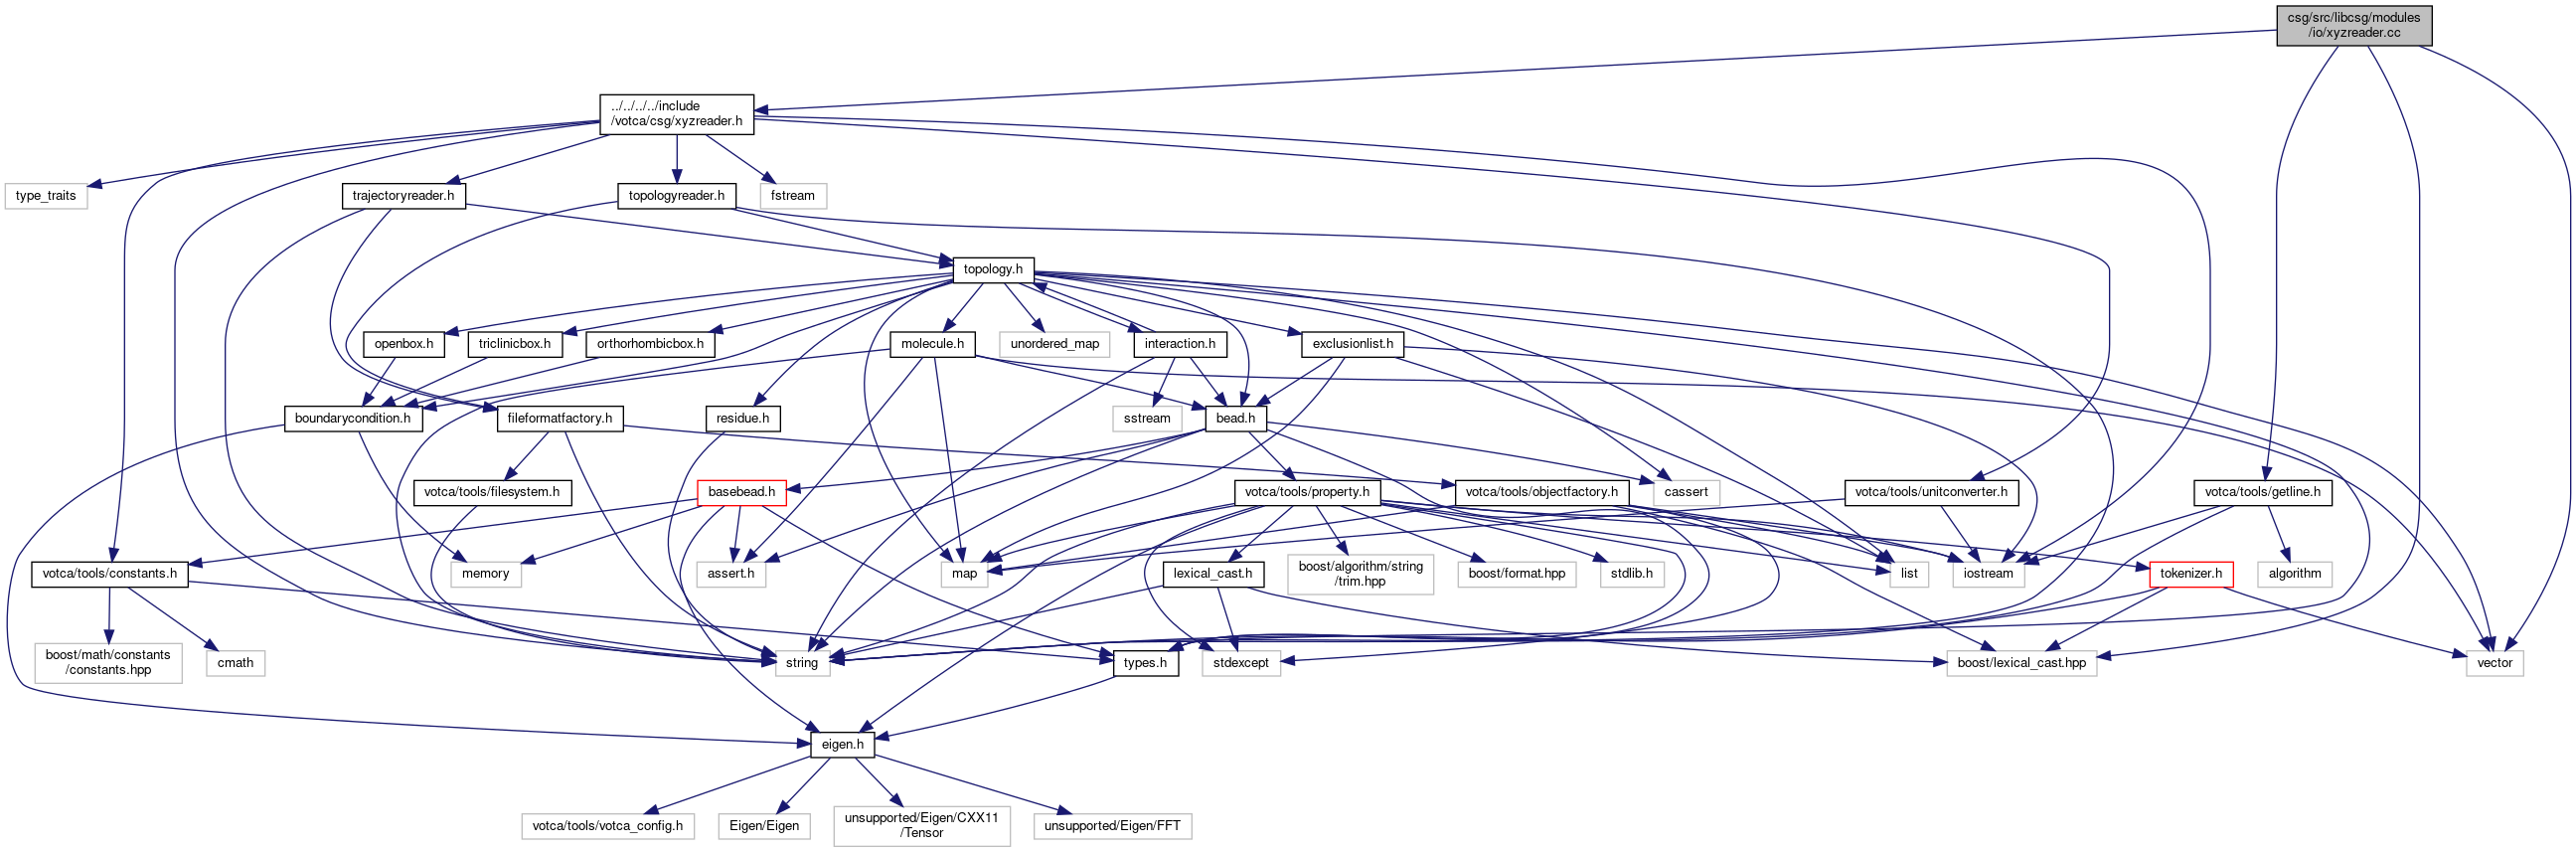 csg/src/libcsg/modules
/io/xyzreader.cc
../../../../include
/votca/csg/xyzreader.h
type_traits
trajectoryreader.h
topologyreader.h
fstream
topology.h
openbox.h
triclinicbox.h
orthorhombicbox.h
molecule.h
unordered_map
interaction.h
exclusionlist.h
boundarycondition.h
fileformatfactory.h
residue.h
sstream
bead.h
votca/tools/filesystem.h
basebead.h
votca/tools/property.h
votca/tools/objectfactory.h
cassert
votca/tools/unitconverter.h
votca/tools/getline.h
votca/tools/constants.h
memory
assert.h
map
lexical_cast.h
boost/algorithm/string
/trim.hpp
boost/format.hpp
stdlib.h
list
iostream
tokenizer.h
algorithm
boost/math/constants
/constants.hpp
cmath
string
types.h
stdexcept
boost/lexical_cast.hpp
vector
eigen.h
votca/tools/votca_config.h
Eigen/Eigen
unsupported/Eigen/CXX11
/Tensor
unsupported/Eigen/FFT